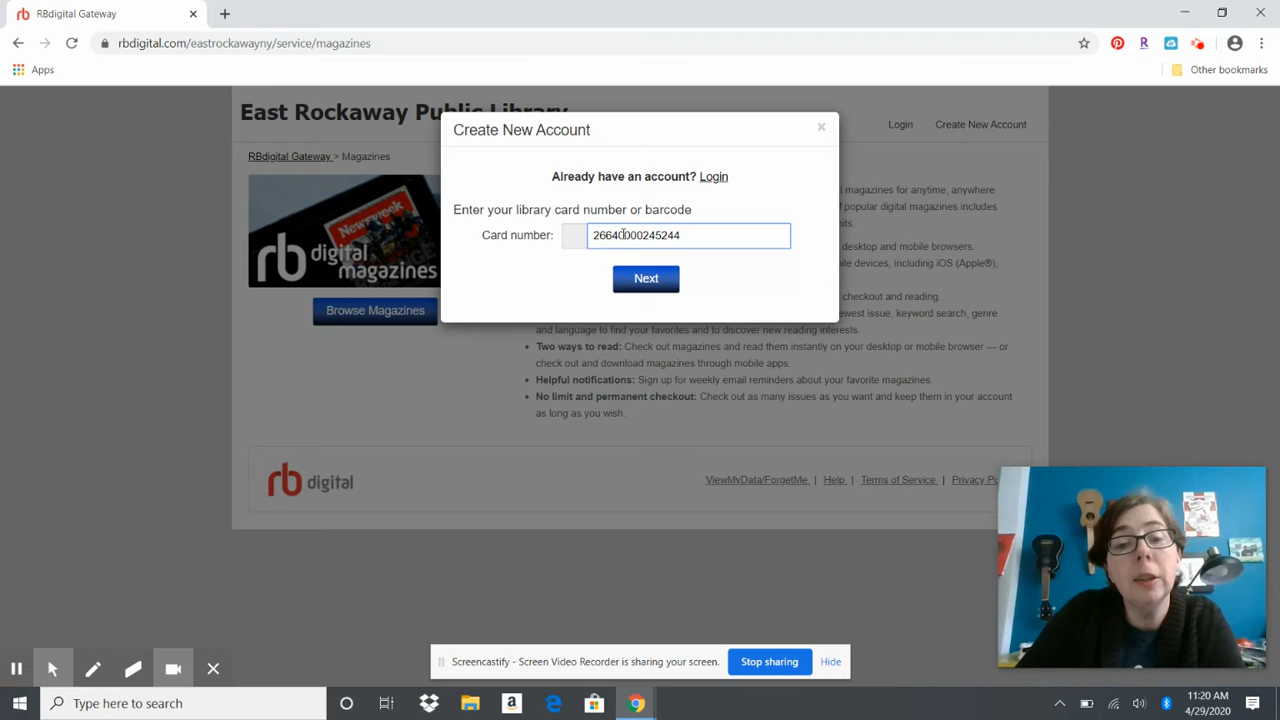 RBdigital Gateway
rbdigital.com/eastrockawayny/service/magazines
Apps
Other bookmarks
East Rockaway Public Library
Login
Create New Account
RBdigital Gateway > Magazines
Newsweek
rb digital magazines
Browse Magazines
Create New Account
×
Already have an account? Login
Enter your library card number or barcode
Card number:
26640000245244
Next
magazines for anytime, anywhere
digital magazines includes
desktop and mobile browsers.
devices, including iOS (Apple®),
checkout and reading.
issue, keyword search, genre
and language to find your favorites and to discover new reading interests.
Two ways to read: Check out magazines and read them instantly on your desktop or mobile browser — or
check out and download magazines through mobile apps.
Helpful notifications: Sign up for weekly email reminders about your favorite magazines.
No limit and permanent checkout: Check out as many issues as you want and keep them in your account
as long as you wish.
rb digital
ViewMyData/ForgetMe | Help | Terms of Service | Privacy
Screencastify - Screen Video Recorder is sharing your screen.
Stop sharing
Hide
Type here to search
11:20 AM
4/29/2020